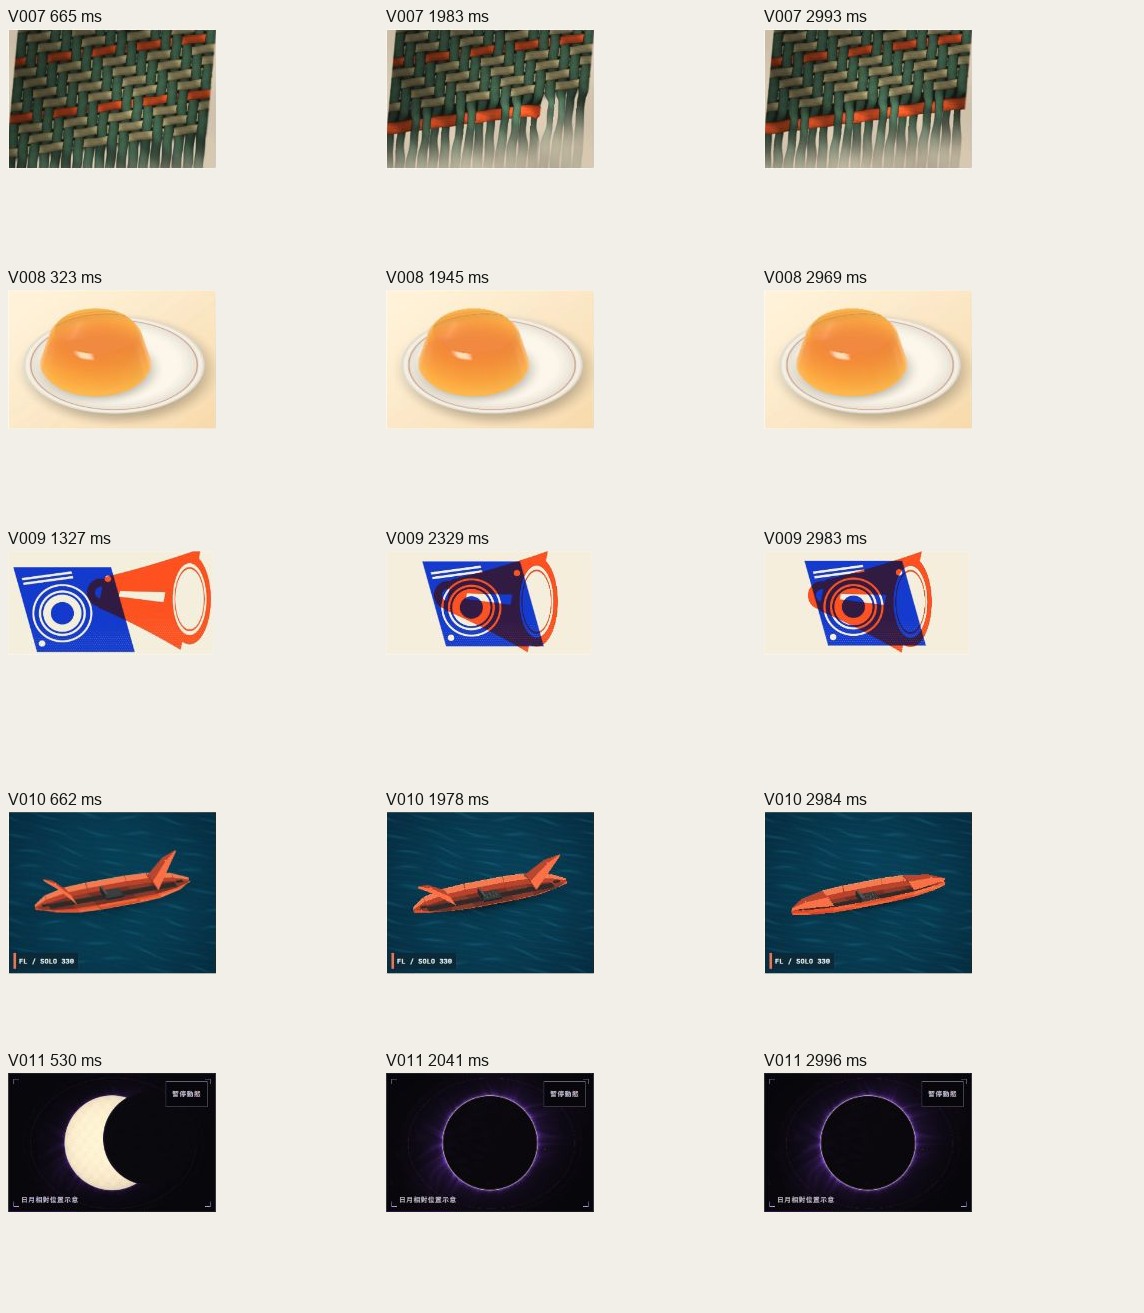 V007 665 ms
V007 1983 ms
V007 2993 ms
V008 323 ms
V008 1945 ms
V008 2969 ms
V009 1327 ms
V009 2329 ms
V009 2983 ms
V010 662 ms
V010 1978 ms
V010 2984 ms
FL / SOLO 330
FL / SOLO 330
FL / SOLO 330
V011 530 ms
V011 2041 ms
V011 2996 ms
暫停動態
暫停動態
暫停動態
日月相對位置示意
日月相對位置示意
日月相對位置示意